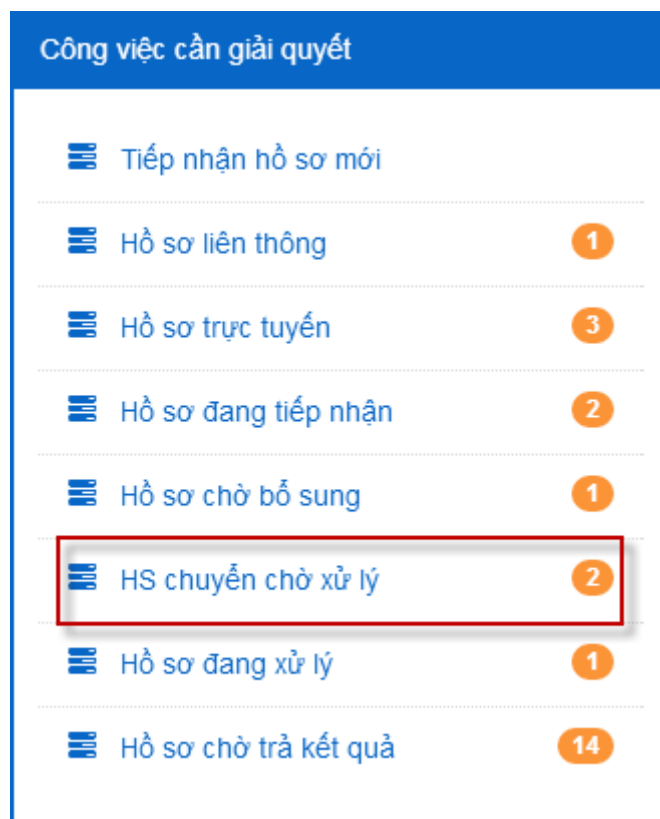 Công việc cần giải quyết
Tiếp nhận hồ sơ mới
Hồ sơ liên thông 1
Hồ sơ trực tuyến 3
Hồ sơ đang tiếp nhận 2
Hồ sơ chờ bổ sung 1
HS chuyển chờ xử lý 2
Hồ sơ đang xử lý 1
Hồ sơ chờ trả kết quả 14